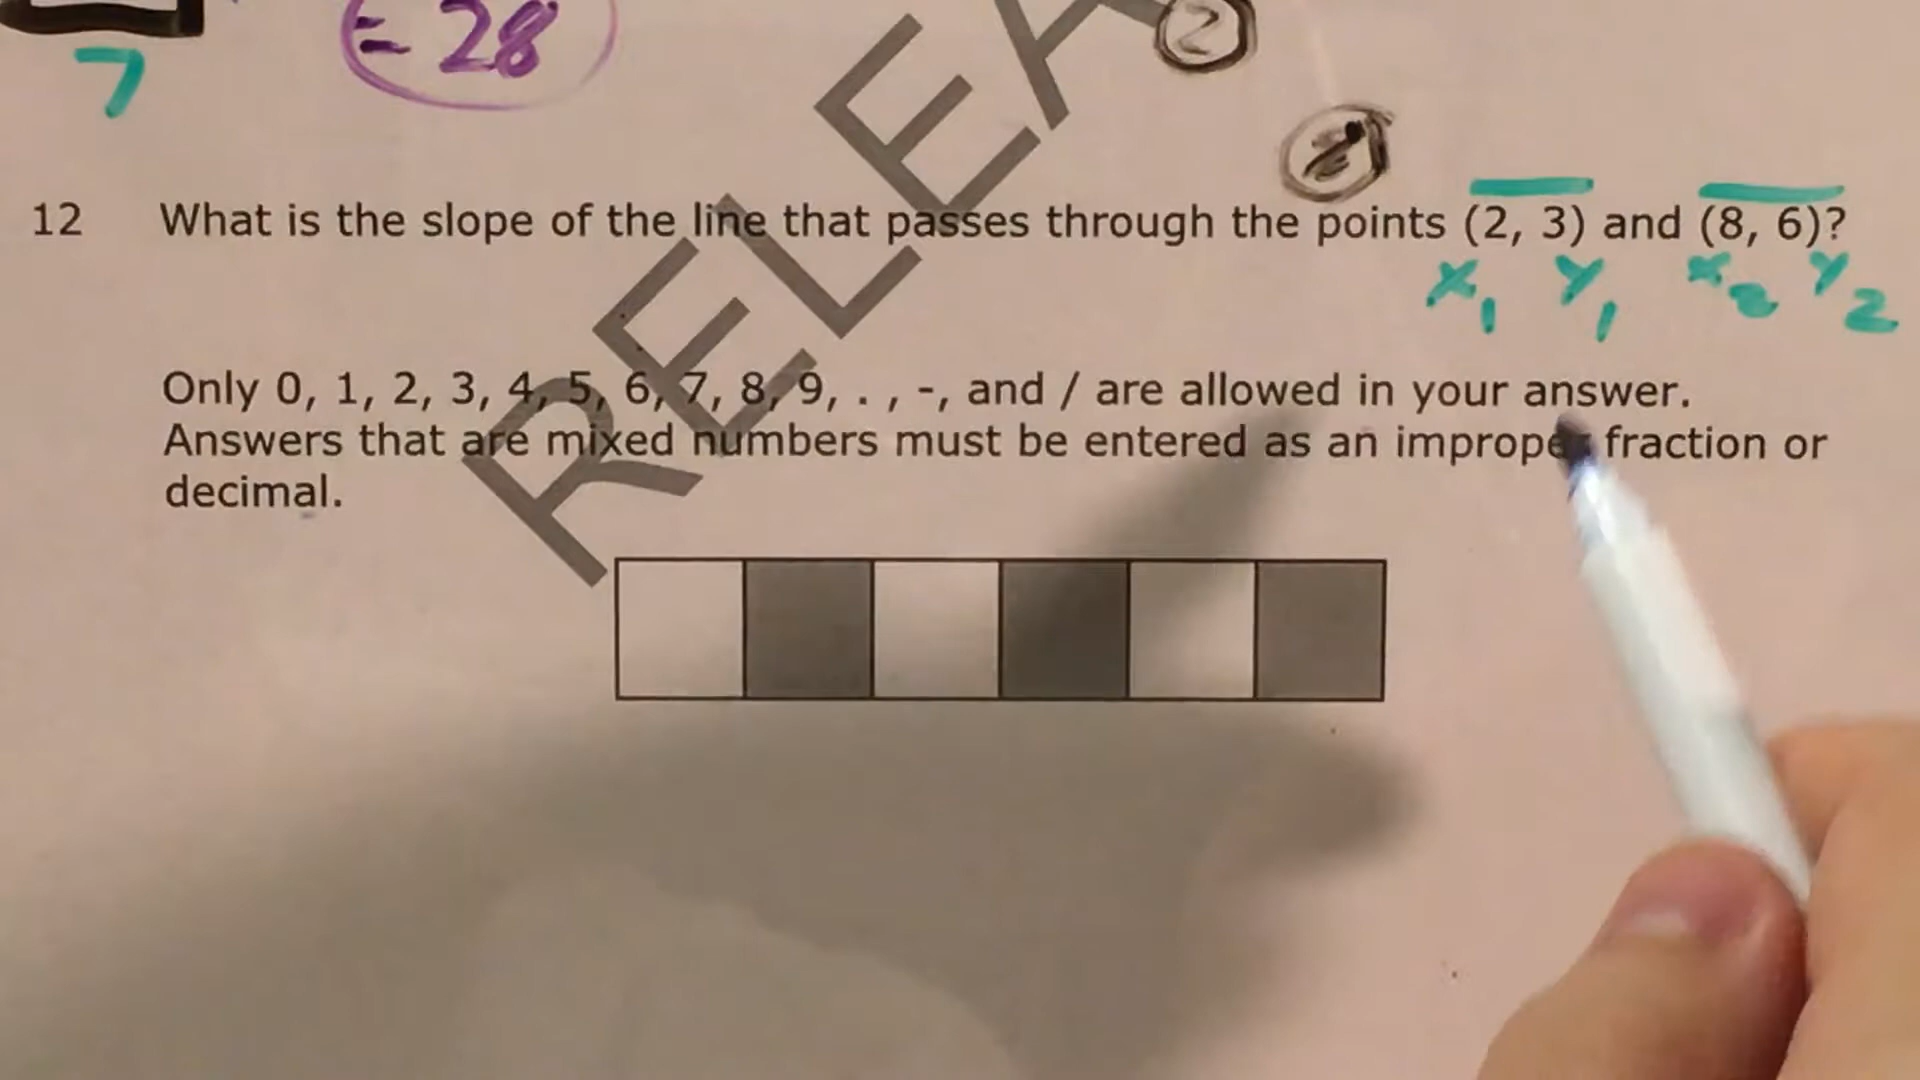 7
= 28
2
12 What is the slope of the line that passes through the points (2, 3) and (8, 6)?
x1 y1 x2 y2
Only 0, 1, 2, 3, 4, 5, 6, 7, 8, 9, . , -, and / are allowed in your answer.
Answers that are mixed numbers must be entered as an improper fraction or
decimal.
RELEA